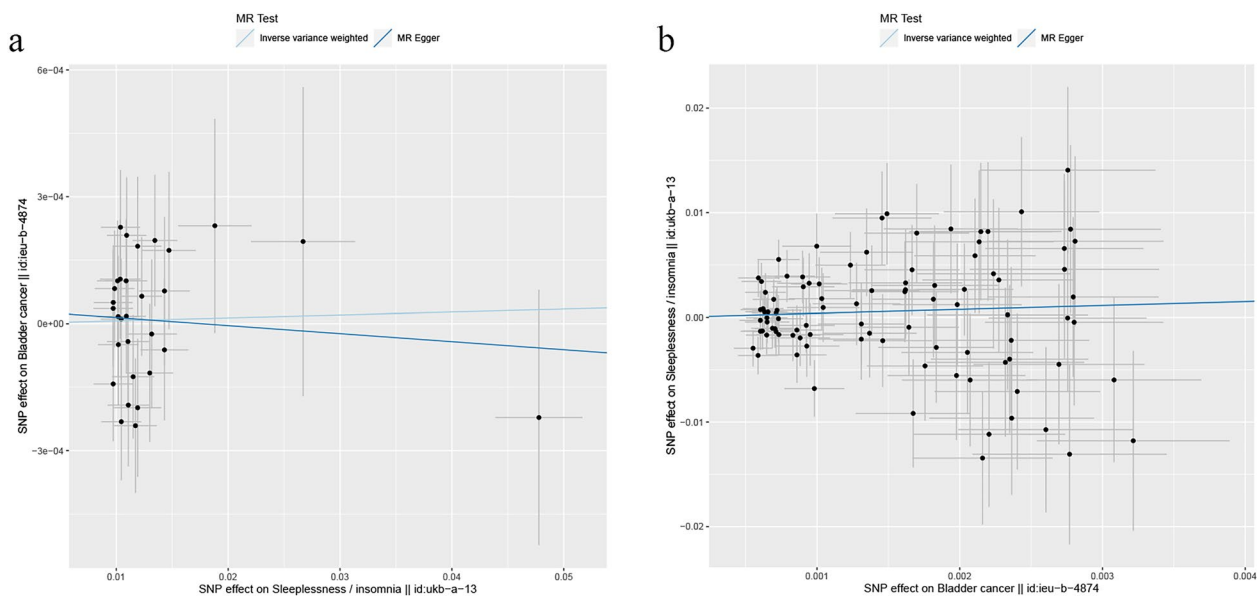 a
MR Test
Inverse variance weighted
MR Egger
6e−04
3e−04
0e+00
−3e−04
SNP effect on Bladder cancer || id:ieu-b-4874
0.01
0.02
0.03
0.04
0.05
SNP effect on Sleeplessness / insomnia || id:ukb-a-13
b
MR Test
Inverse variance weighted
MR Egger
0.02
0.01
0.00
−0.01
−0.02
SNP effect on Sleeplessness / insomnia || id:ukb-a-13
0.001
0.002
0.003
0.004
SNP effect on Bladder cancer || id:ieu-b-4874